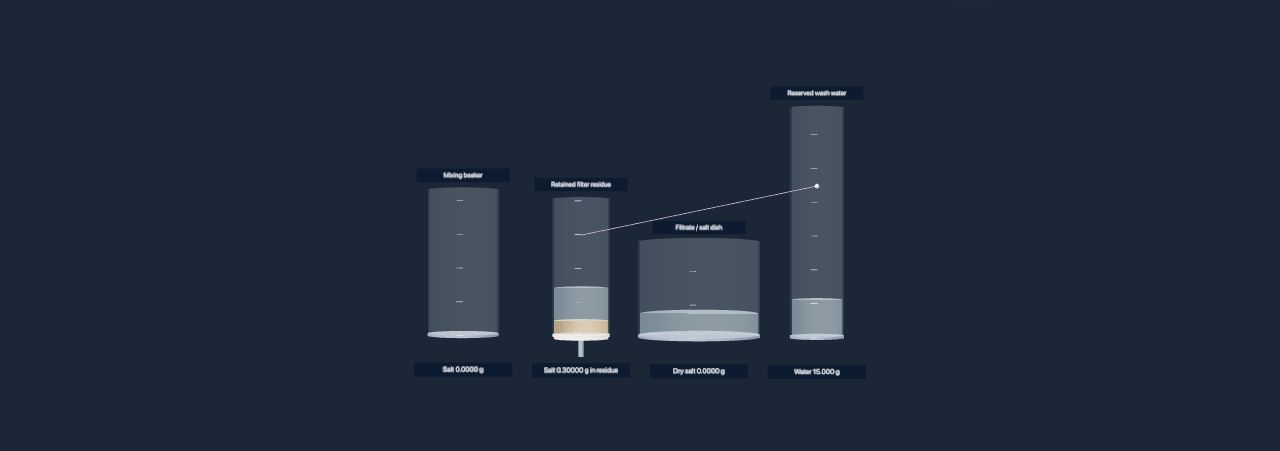 Reserved wash water
Mixing beaker
Retained filter residue
Filtrate / salt dish
Salt 0.0000 g
Salt 0.30000 g in residue
Dry salt 0.0000 g
Water 15.000 g